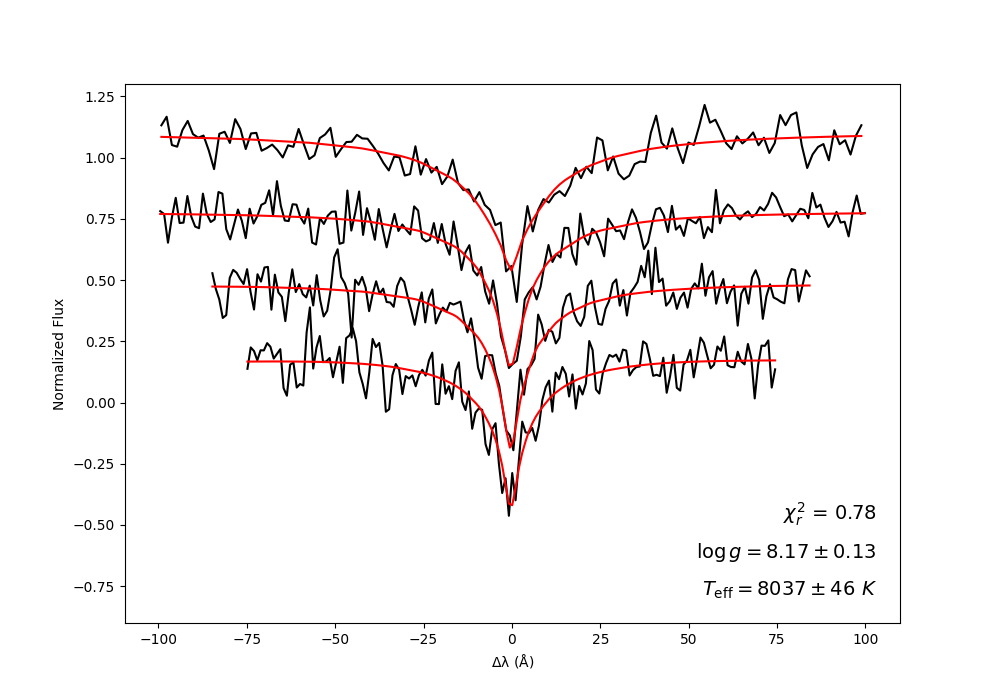 1.25
1.00
0.75
0.50
0.25
0.00
−0.25
−0.50
−0.75
Normalized Flux
χ²ᵣ = 0.78
log g = 8.17 ± 0.13
T_eff = 8037 ± 46 K
−100 −75 −50 −25 0 25 50 75 100
Δλ (Å)